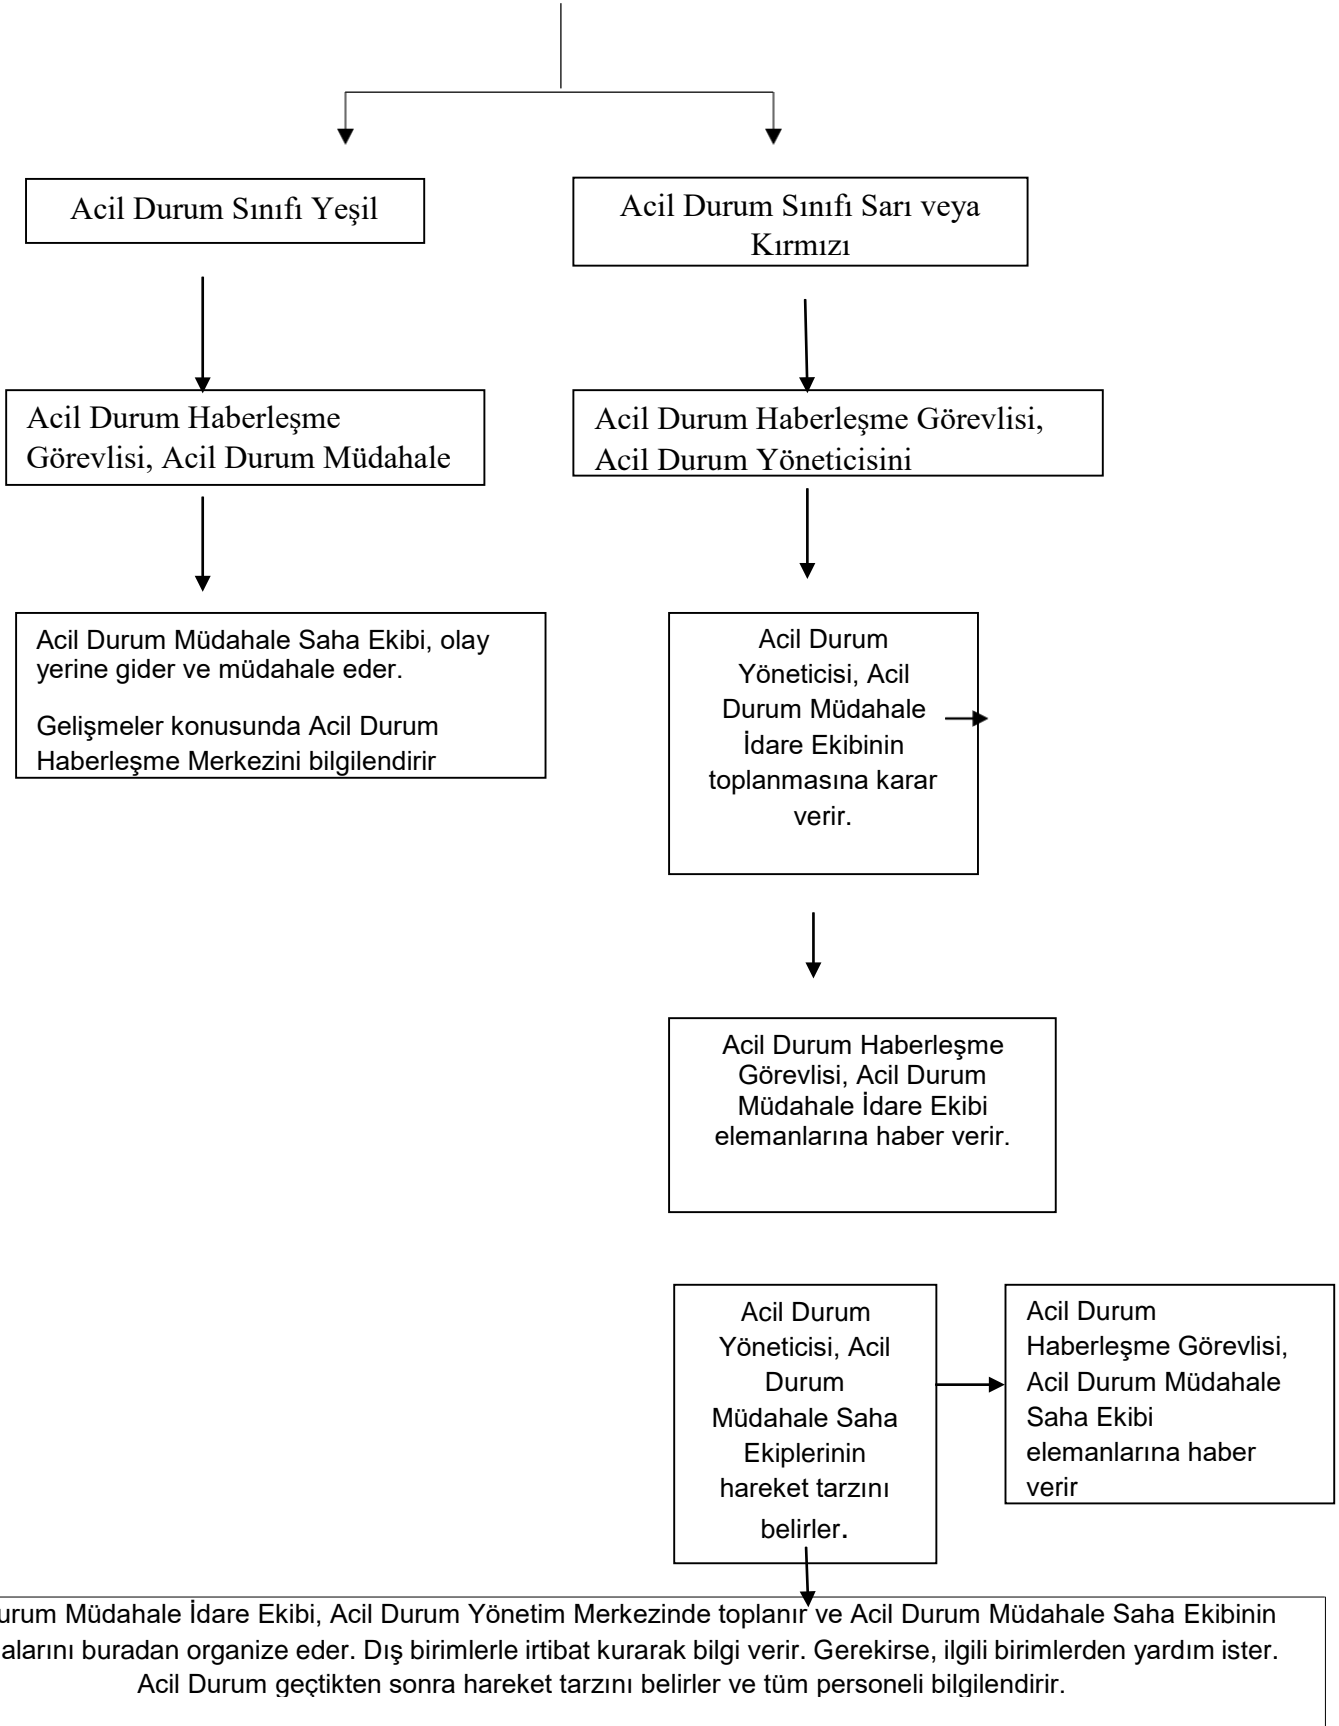 Acil Durum Sınıfı Yeşil
Acil Durum Sınıfı Sarı veya
Kırmızı
Acil Durum Haberleşme
Görevlisi, Acil Durum Müdahale
Acil Durum Haberleşme Görevlisi,
Acil Durum Yöneticisini
Acil Durum Müdahale Saha Ekibi, olay
yerine gider ve müdahale eder.
Gelişmeler konusunda Acil Durum
Haberleşme Merkezini bilgilendirir
Acil Durum
Yöneticisi, Acil
Durum Müdahale
İdare Ekibinin
toplanmasına karar
verir.
Acil Durum Haberleşme
Görevlisi, Acil Durum
Müdahale İdare Ekibi
elemanlarına haber verir.
Acil Durum
Yöneticisi, Acil
Durum
Müdahale Saha
Ekiplerinin
hareket tarzını
belirler.
Acil Durum
Haberleşme Görevlisi,
Acil Durum Müdahale
Saha Ekibi
elemanlarına haber
verir
Müdahale İdare Ekibi, Acil Durum Yönetim Merkezinde toplanır ve Acil Durum Müdahale Saha Ekibinin
buradan organize eder. Dış birimlerle irtibat kurarak bilgi verir. Gerekirse, ilgili birimlerden yardım ister.
Acil Durum geçtikten sonra hareket tarzını belirler ve tüm personeli bilgilendirir.